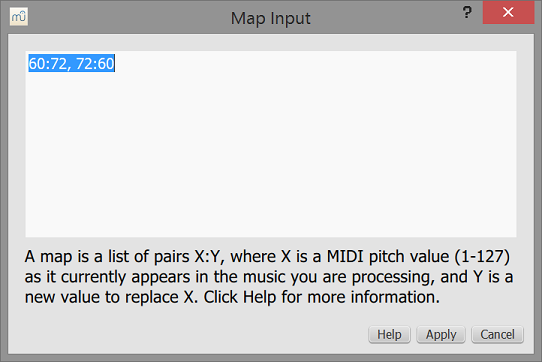 Map Input
?
60:72, 72:60
A map is a list of pairs X:Y, where X is a MIDI pitch value (1-127)
as it currently appears in the music you are processing, and Y is a
new value to replace X. Click Help for more information.
Help Apply Cancel